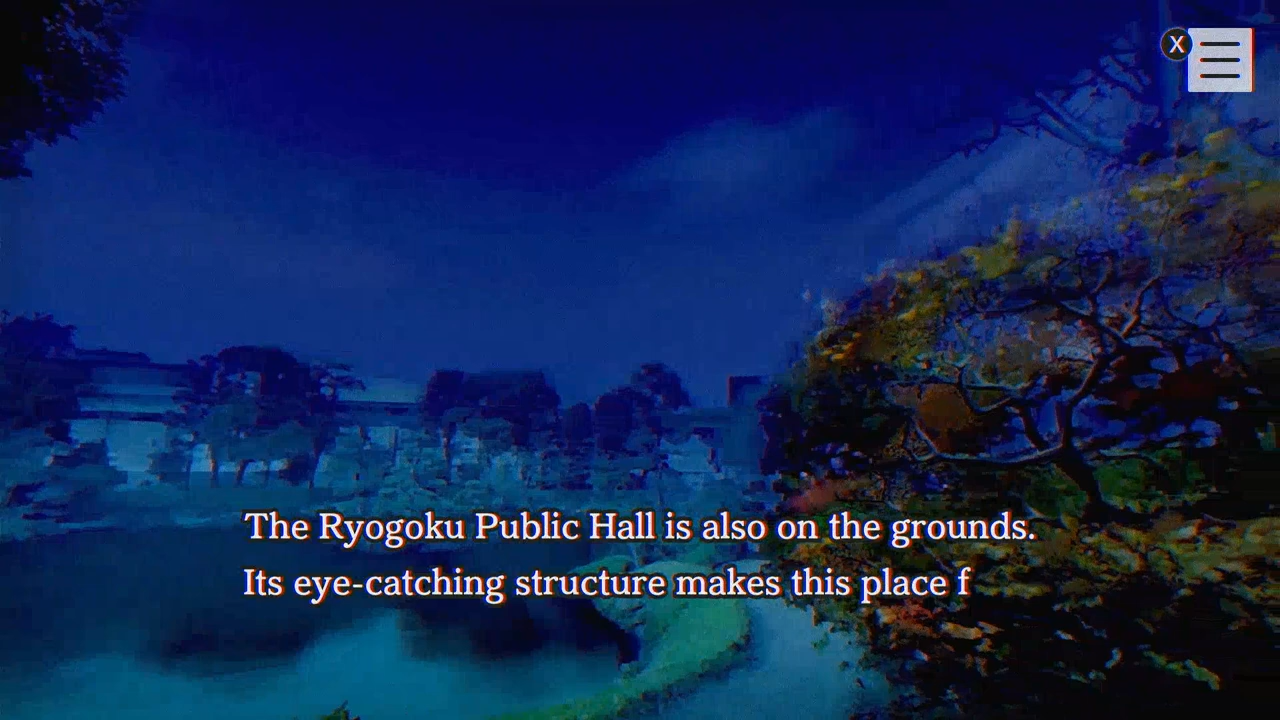 X
The Ryogoku Public Hall is also on the grounds.
Its eye-catching structure makes this place f